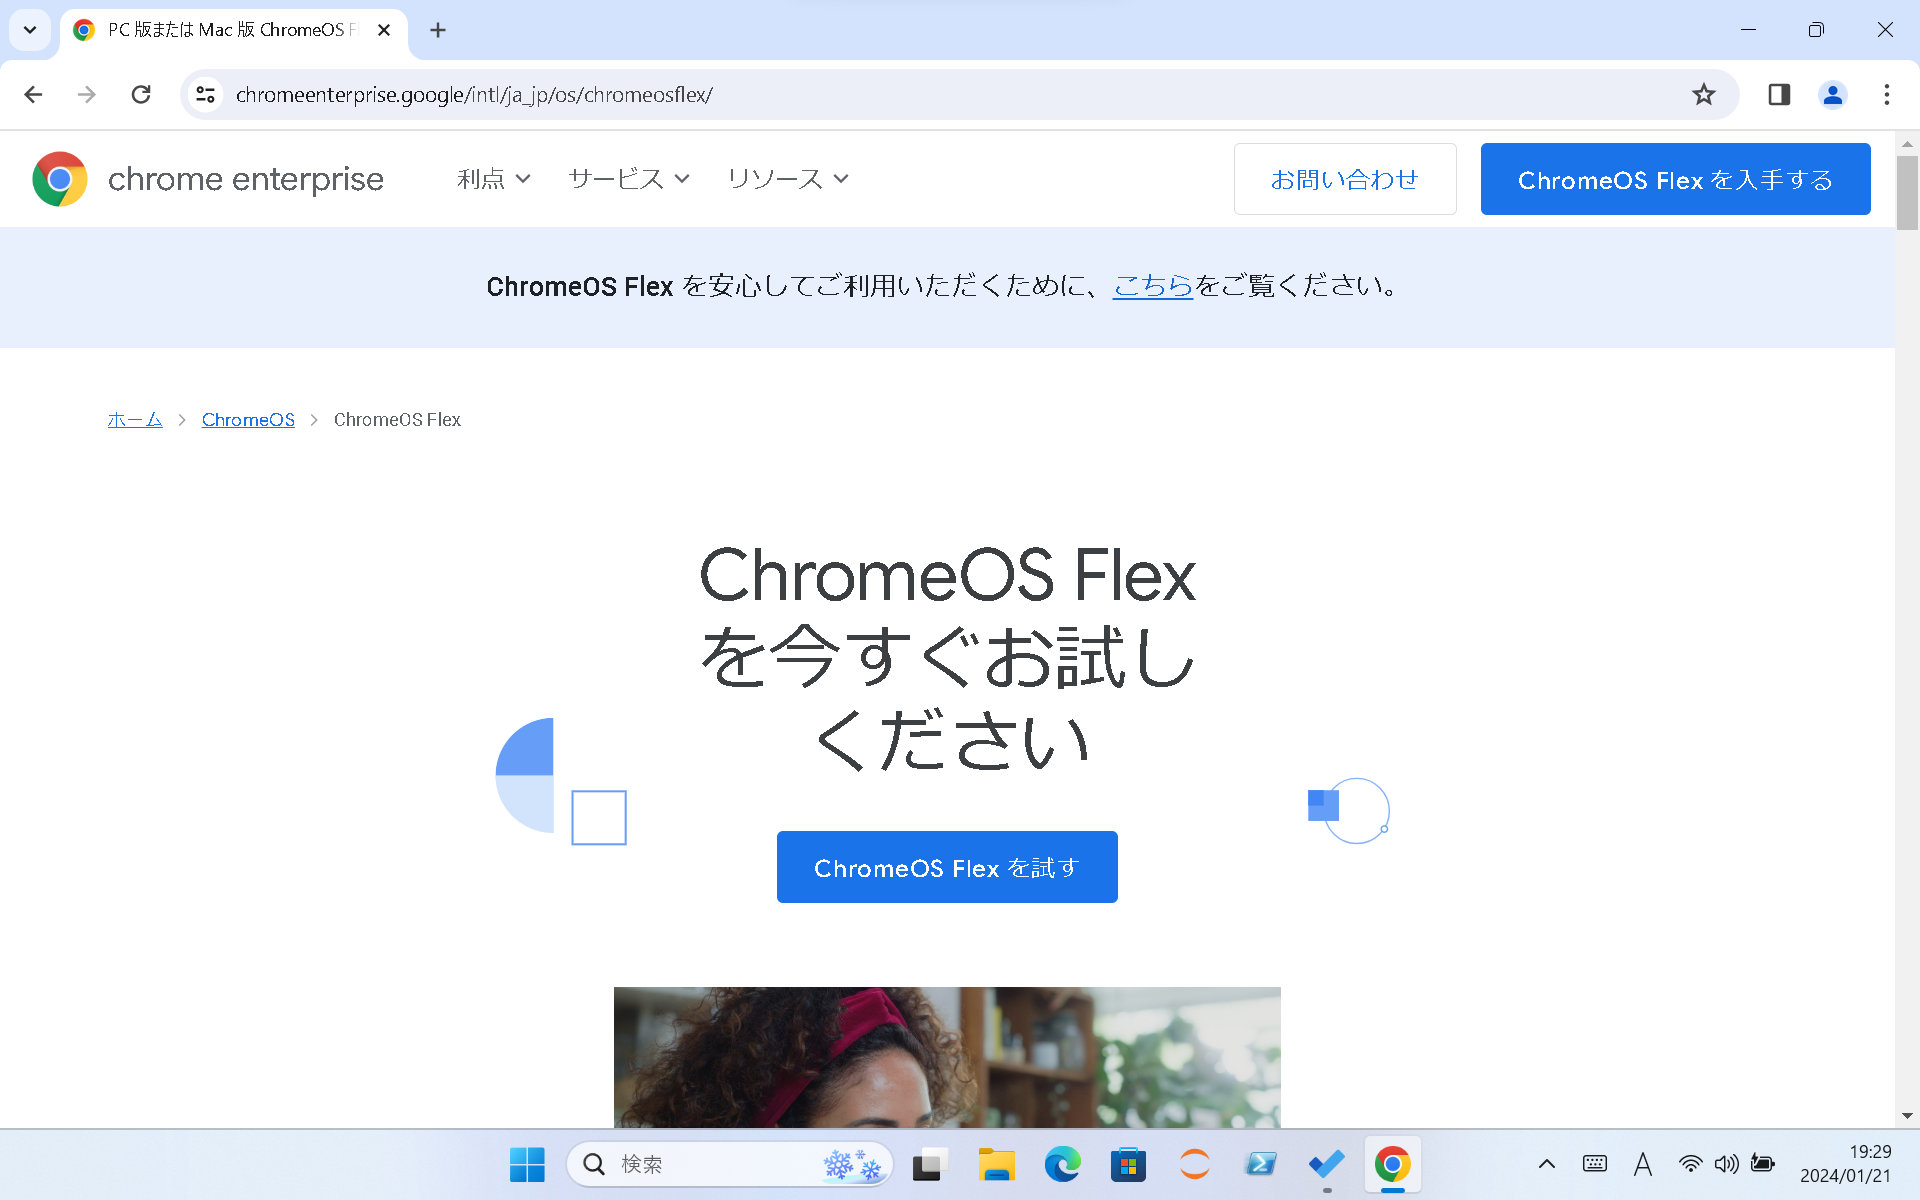 PC 版または Mac 版 ChromeOS F
chromeenterprise.google/intl/ja_jp/os/chromeosflex/
chrome enterprise 利点 サービス リソース お問い合わせ ChromeOS Flex を入手する
ChromeOS Flex を安心してご利用いただくために、こちらをご覧ください。
ホーム > ChromeOS > ChromeOS Flex
ChromeOS Flex
を今すぐお試し
ください
ChromeOS Flex を試す
検索
A
19:29
2024/01/21